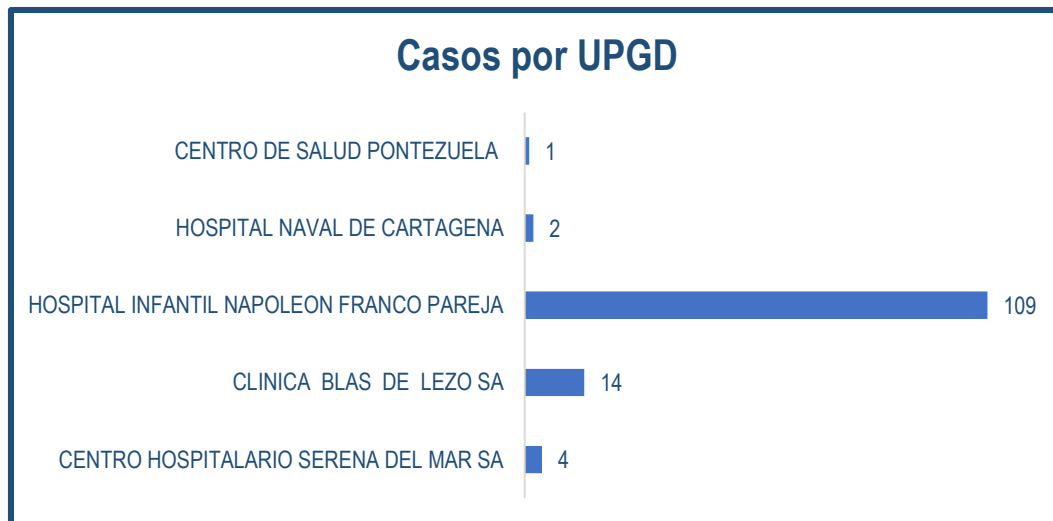 Casos por UPGD
CENTRO DE SALUD PONTEZUELA 1
HOSPITAL NAVAL DE CARTAGENA 2
HOSPITAL INFANTIL NAPOLEON FRANCO PAREJA 109
CLINICA BLAS DE LEZO SA 14
CENTRO HOSPITALARIO SERENA DEL MAR SA 4